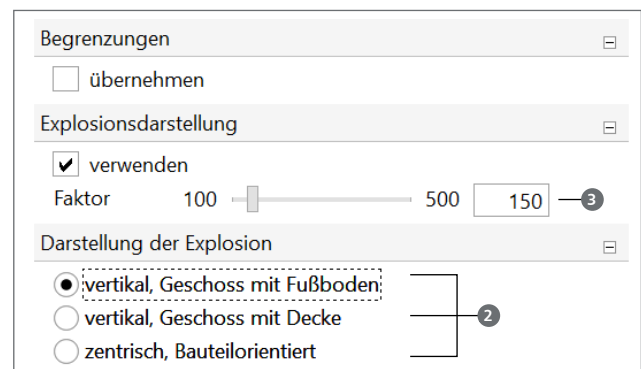 Begrenzungen
übernehmen
Explosionsdarstellung
verwenden
Faktor 100 500 150 3
Darstellung der Explosion
vertikal, Geschoss mit Fußboden
vertikal, Geschoss mit Decke 2
zentrisch, Bauteilorientiert